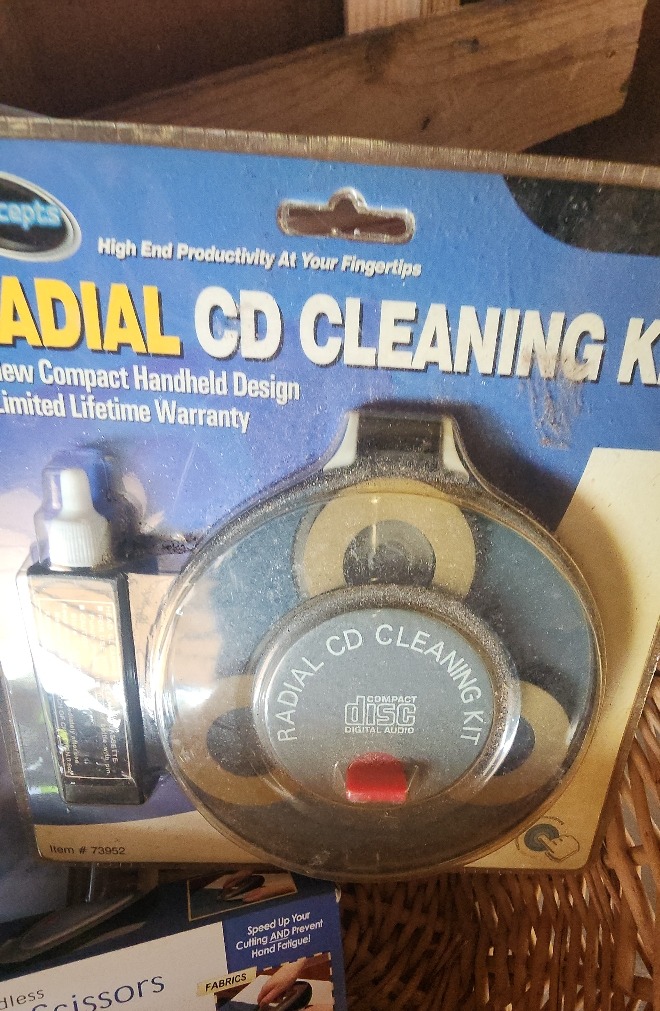 cepts
High End Productivity At Your Fingertips
ADIAL CD CLEANING K
New Compact Handheld Design
Limited Lifetime Warranty
RADIAL CD CLEANING KIT
COMPACT
disc
DIGITAL AUDIO
Item # 73952
Speed Up Your
Cutting AND Prevent
Hand Fatigue!
FABRICS
dless
Scissors